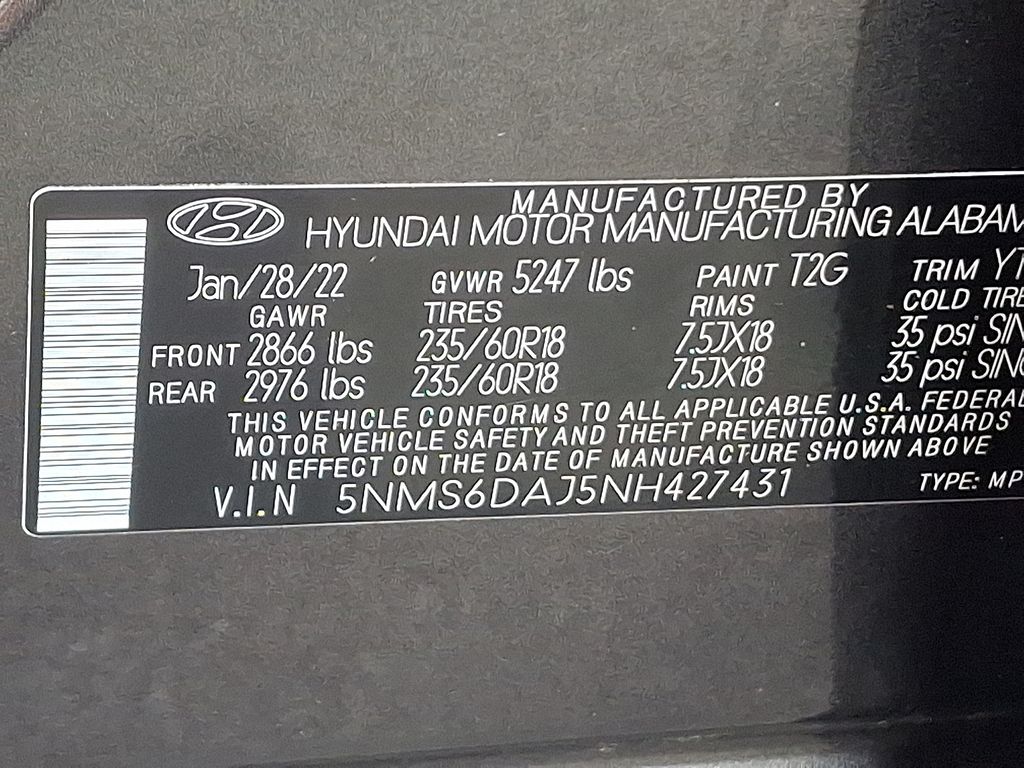 MANUFACTURED BY
HYUNDAI MOTOR MANUFACTURING ALABAM
Jan/28/22 GVWR 5247 lbs PAINT T2G TRIM
GAWR TIRES RIMS COLD TIRE
FRONT 2866 lbs 235/60R18 7.5JX18 35 psi SIN
REAR 2976 lbs 235/60R18 7.5JX18 35 psi SING
THIS VEHICLE CONFORMS TO ALL APPLICABLE U.S.A. FEDERAL
MOTOR VEHICLE SAFETY AND THEFT PREVENTION STANDARDS
IN EFFECT ON THE DATE OF MANUFACTURE SHOWN ABOVE
V.I.N 5NMS6DAJ5NH427431 TYPE: MP